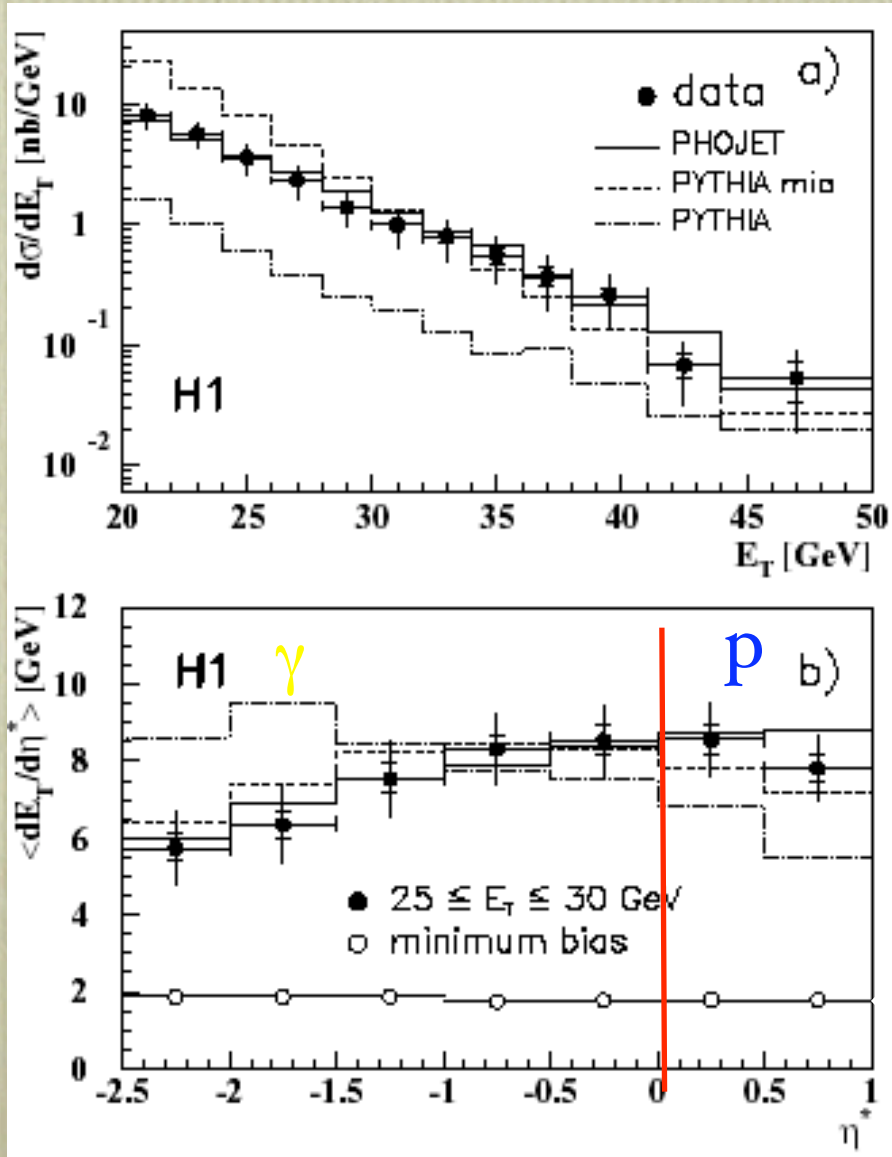 dσ/dE_T [nb/GeV]
a)
data
PHOJET
PYTHIA mia
PYTHIA
10
1
10^-1
10^-2
H1
20 25 30 35 40 45 50
E_T [GeV]
<dE_T/dη*> [GeV]
H1
γ
p
b)
12
10
8
6
4
2
0
25 ≦ E_T ≦ 30 GeV
minimum bias
-2.5 -2 -1.5 -1 -0.5 0 0.5 1
η*